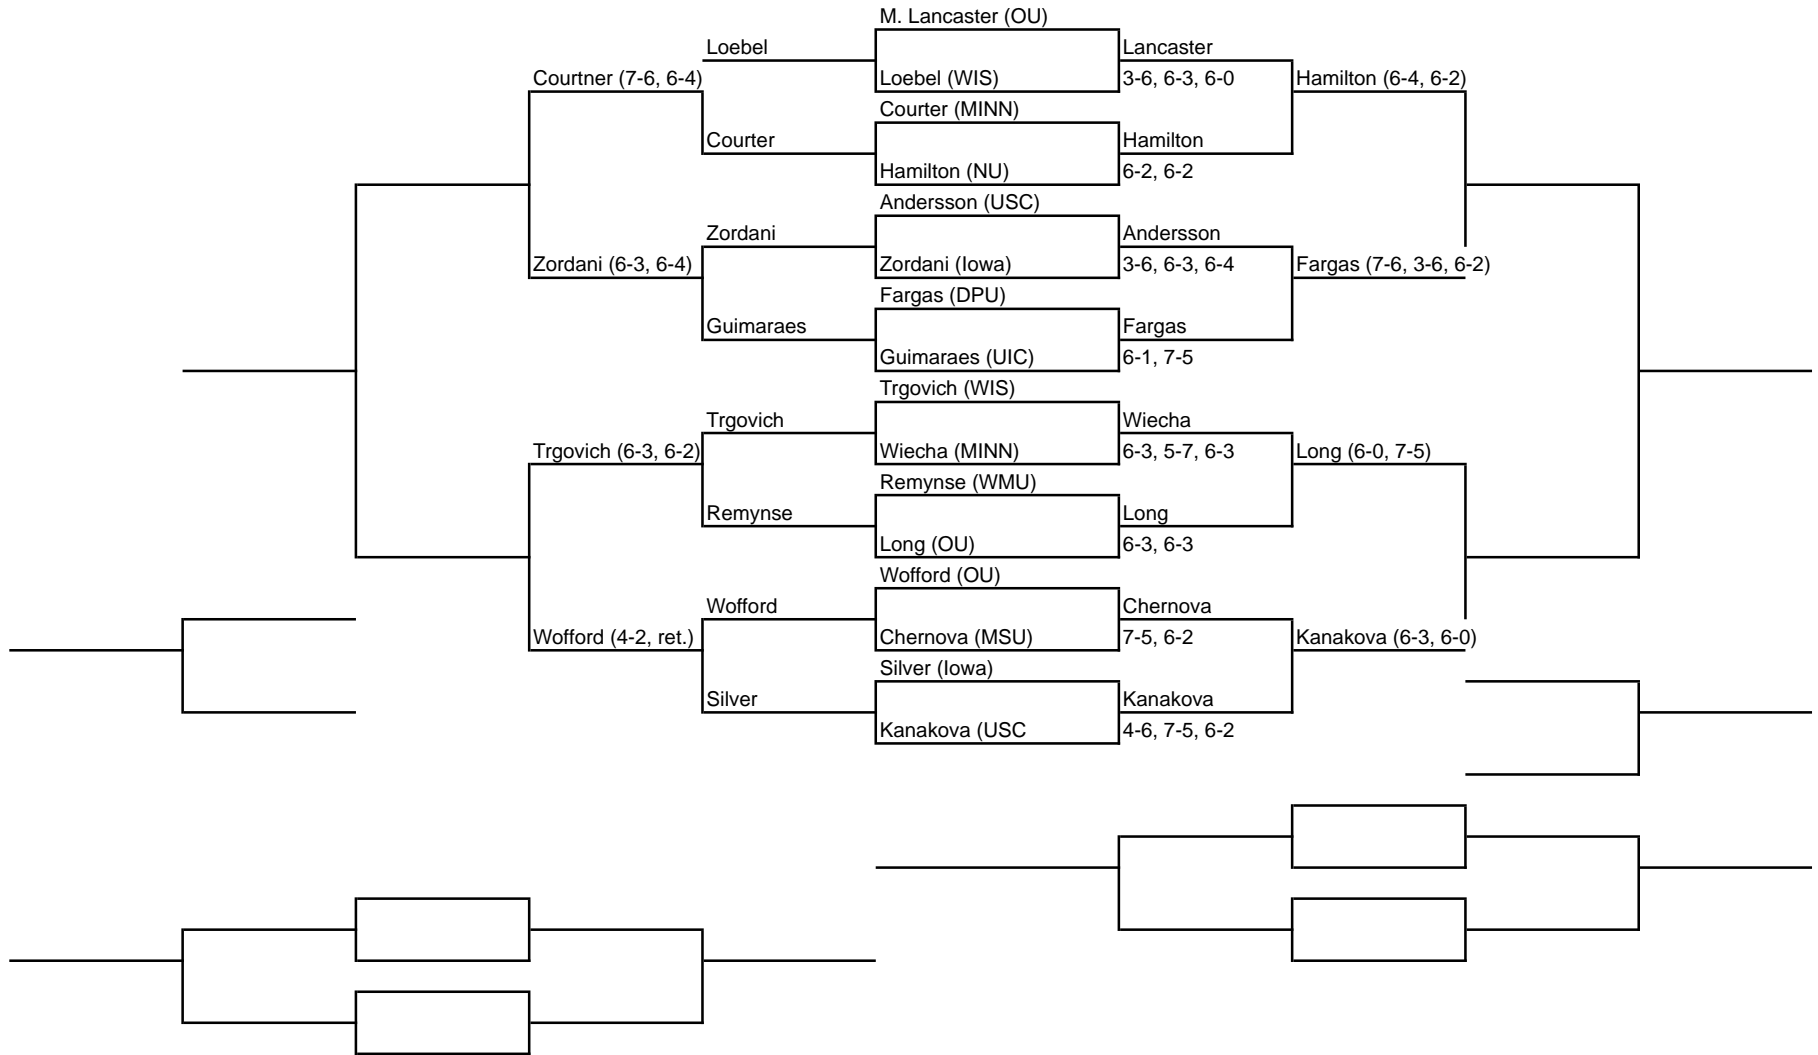 M. Lancaster (OU)
Loebel
Lancaster
Courtner (7-6, 6-4)
Loebel (WIS)
3-6, 6-3, 6-0
Hamilton (6-4, 6-2)
Courter (MINN)
Courter
Hamilton
Hamilton (NU)
6-2, 6-2
Andersson (USC)
Zordani
Andersson
Zordani (6-3, 6-4)
Zordani (Iowa)
3-6, 6-3, 6-4
Fargas (7-6, 3-6, 6-2)
Fargas (DPU)
Guimaraes
Fargas
Guimaraes (UIC)
6-1, 7-5
Trgovich (WIS)
Trgovich
Wiecha
Trgovich (6-3, 6-2)
Wiecha (MINN)
6-3, 5-7, 6-3
Long (6-0, 7-5)
Remynse (WMU)
Remynse
Long
Long (OU)
6-3, 6-3
Wofford (OU)
Wofford
Chernova
Wofford (4-2, ret.)
Chernova (MSU)
7-5, 6-2
Kanakova (6-3, 6-0)
Silver (Iowa)
Silver
Kanakova
Kanakova (USC
4-6, 7-5, 6-2